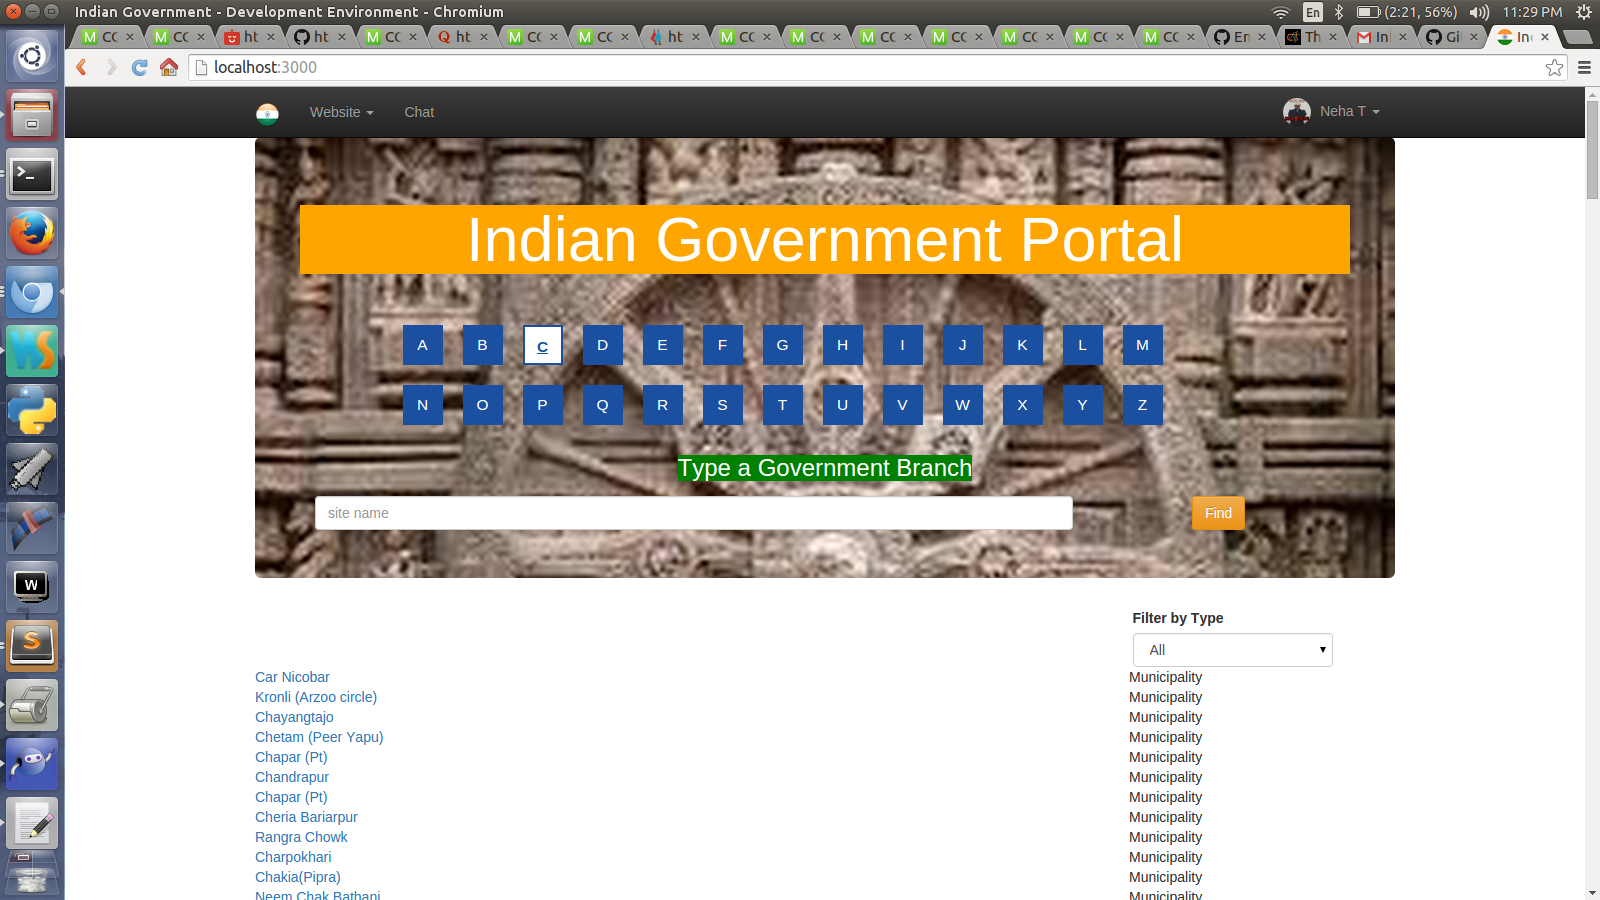 Indian Government - Development Environment - Chromium
En
(2:21, 56%)
11:29 PM
M CC
M CC
ht
ht
M CC
Q ht
M CC
M CC
ht
M CC
M CC
M CC
M CC
M CC
M CC
M CC
En
Th
In
Gi
In
localhost:3000
Website
Chat
Neha T
Indian Government Portal
A B C D E F G H I J K L M
N O P Q R S T U V W X Y Z
Type a Government Branch
site name
Find
Filter by Type
All
Car Nicobar Municipality
Kronli (Arzoo circle) Municipality
Chayangtajo Municipality
Chetam (Peer Yapu) Municipality
Chapar (Pt) Municipality
Chandrapur Municipality
Chapar (Pt) Municipality
Cheria Bariarpur Municipality
Rangra Chowk Municipality
Charpokhari Municipality
Chakia(Pipra) Municipality
Neem Chak Bathani Municipality
>_
WS
W
S